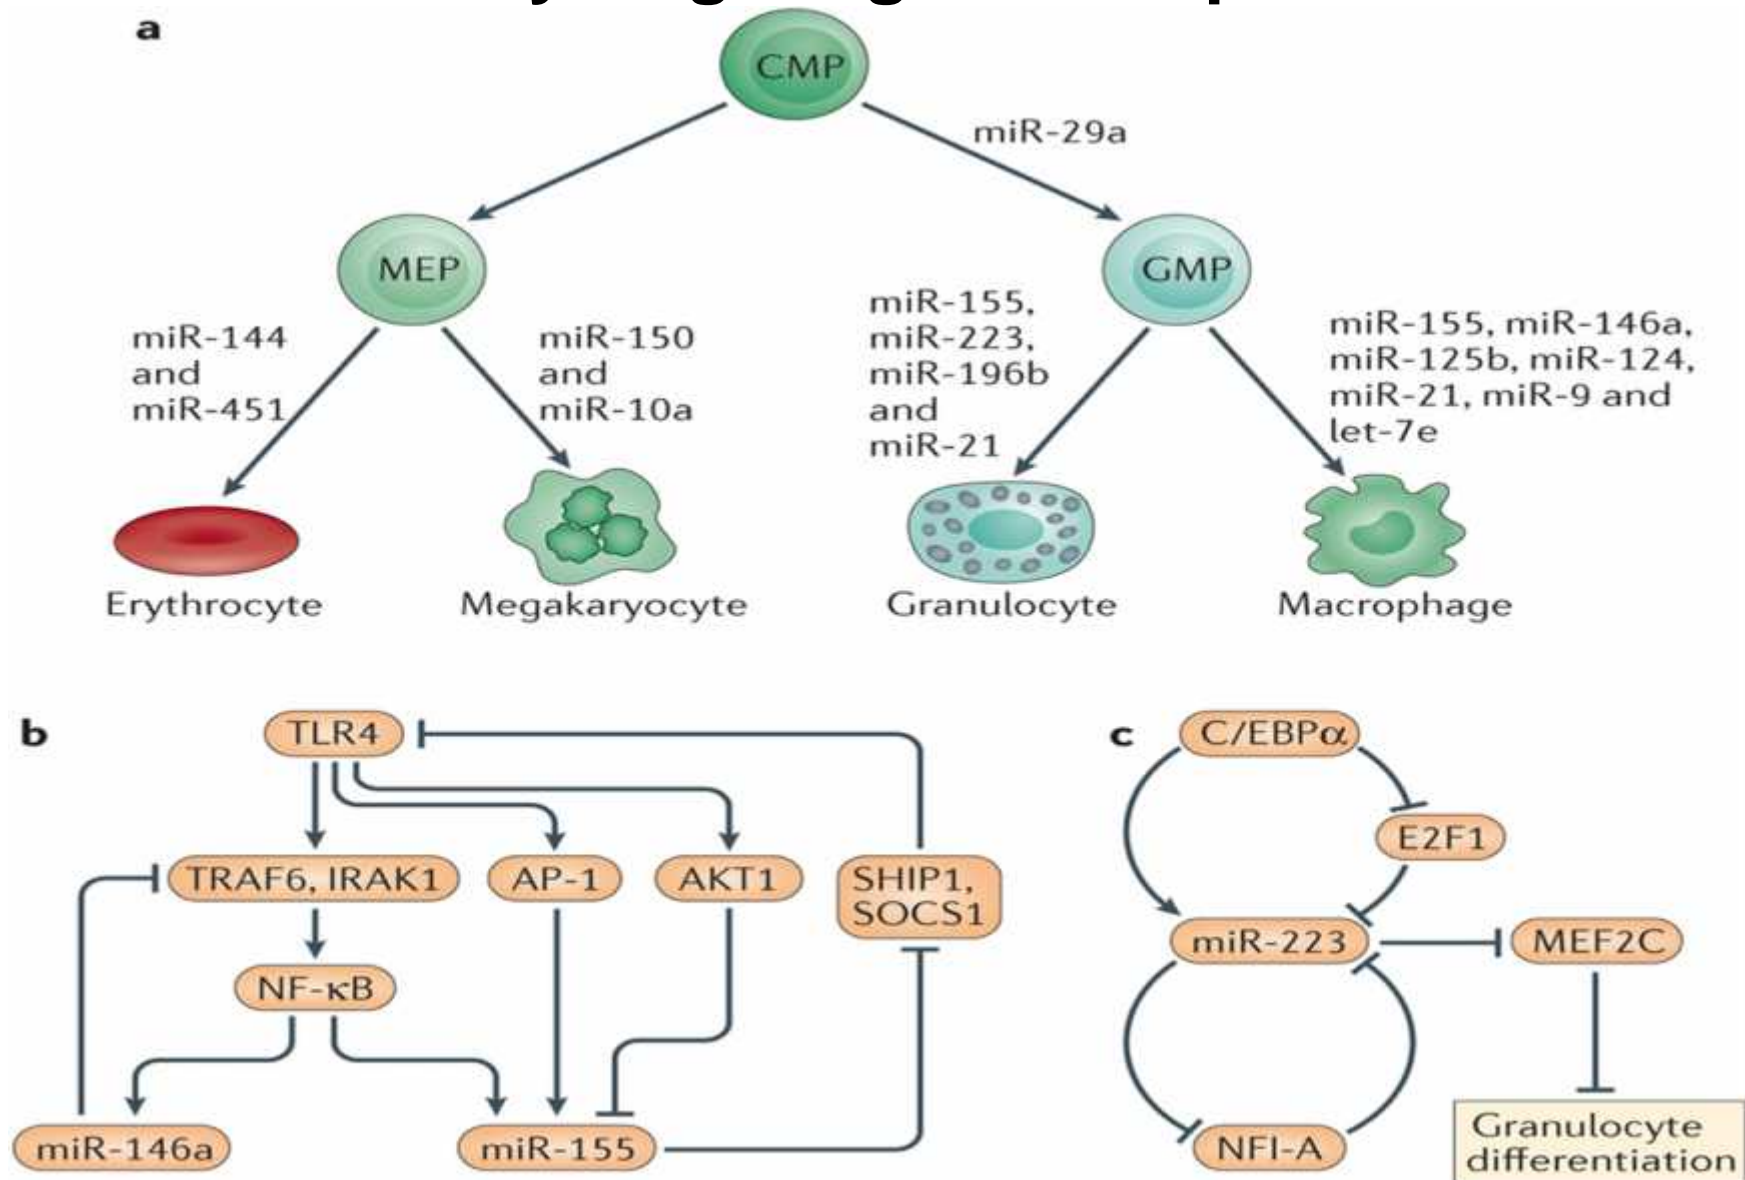 a
CMP
miR-29a
MEP
GMP
miR-144
and
miR-451
miR-150
and
miR-10a
miR-155,
miR-223,
miR-196b
and
miR-21
miR-155, miR-146a,
miR-125b, miR-124,
miR-21, miR-9 and
let-7e
Erythrocyte
Megakaryocyte
Granulocyte
Macrophage
b
TLR4
TRAF6, IRAK1
AP-1
AKT1
SHIP1,
SOCS1
NF-κB
miR-146a
miR-155
c
C/EBPα
E2F1
miR-223
MEF2C
NFI-A
Granulocyte
differentiation